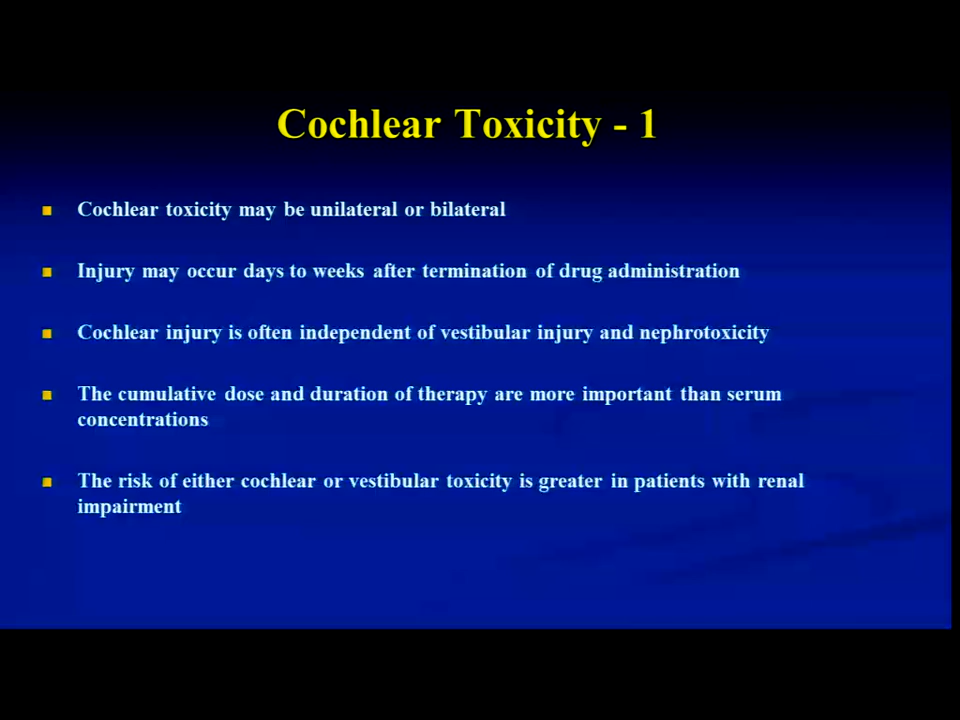 Cochlear Toxicity - 1
Cochlear toxicity may be unilateral or bilateral
Injury may occur days to weeks after termination of drug administration
Cochlear injury is often independent of vestibular injury and nephrotoxicity
The cumulative dose and duration of therapy are more important than serum
concentrations
The risk of either cochlear or vestibular toxicity is greater in patients with renal
impairment